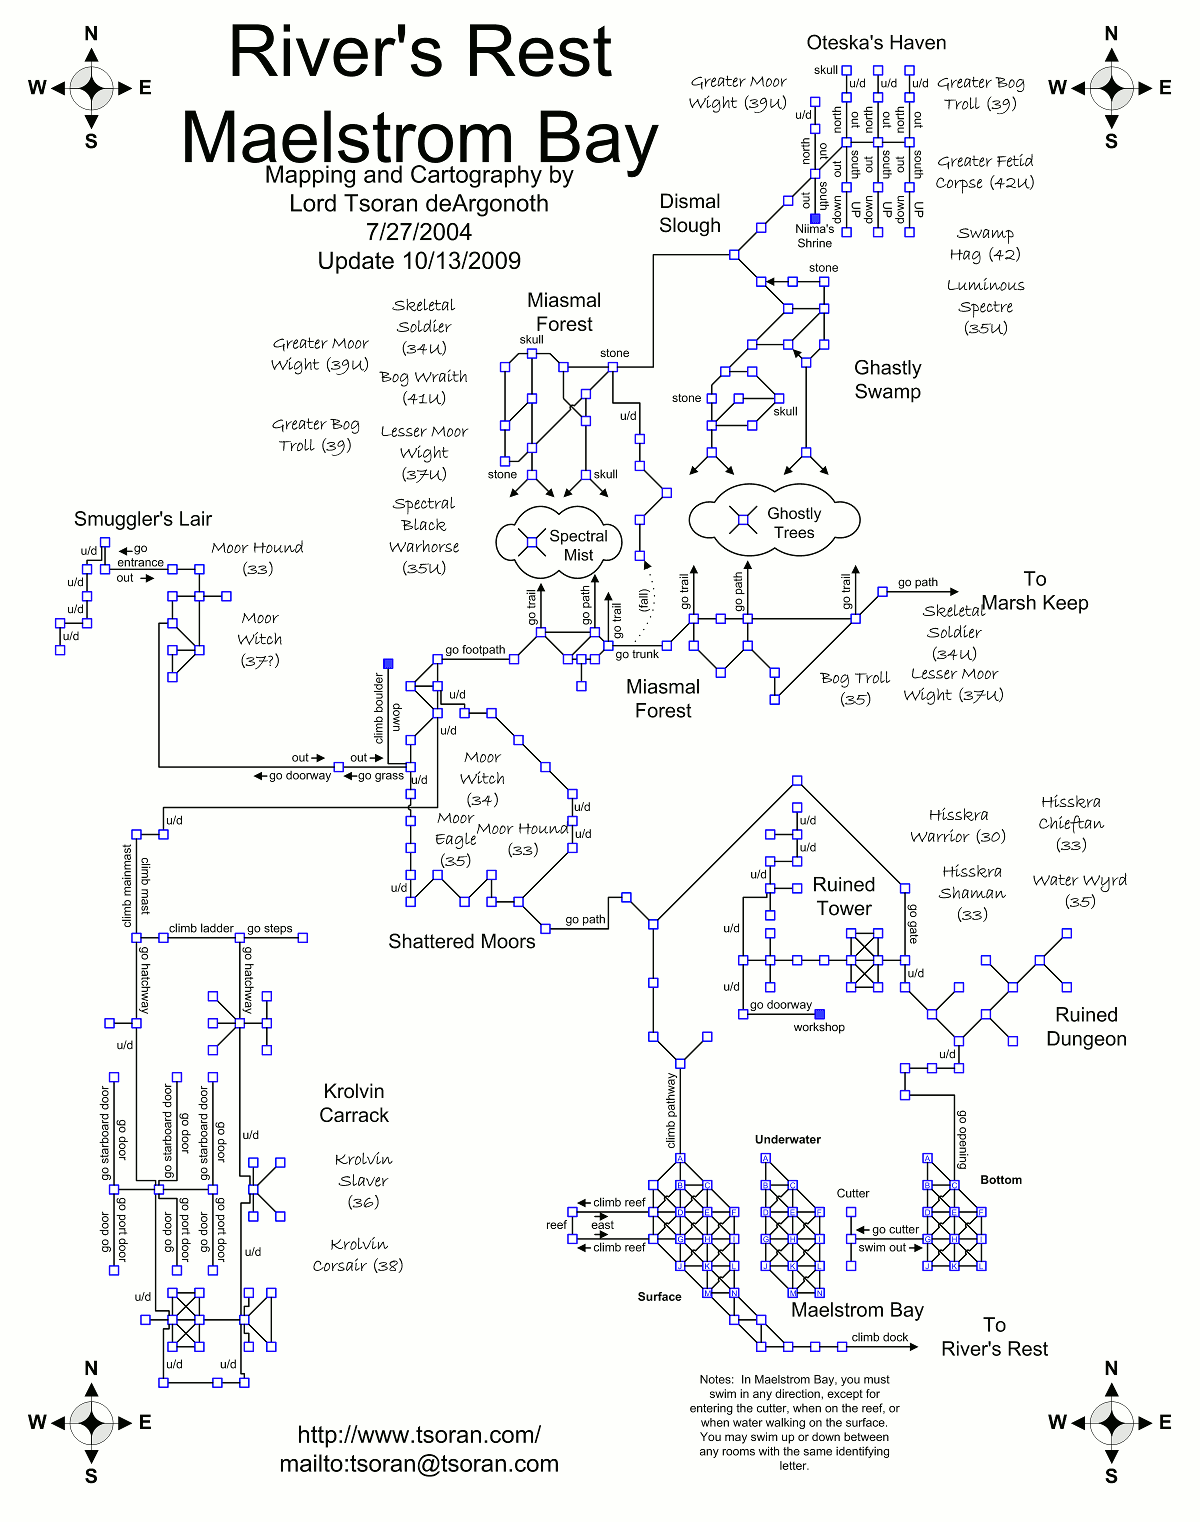 River's Rest
Maelstrom Bay
Mapping and Cartography by
Lord Tsoran deArgonoth
7/27/2004
Update 10/13/2009
N
W
E
S
N
W
E
S
Oteska's Haven
Greater Moor
Wight (39U)
skull
u/d
u/d
u/d
u/d
north
out
north
out
north
out
north
out
out
south
out
south
out
south
out
south
down
UP
down
UP
down
UP
Niima's
Shrine
Greater Bog
Troll (39)
Greater Fetid
Corpse (42U)
Swamp
Hag (42)
Luminous
Spectre
(35U)
Dismal
Slough
stone
Ghastly
Swamp
stone
skull
Miasmal
Forest
skull
stone
u/d
stone
skull
Skeletal
Soldier
(34U)
Greater Moor
Wight (39U)
Bog Wraith
(41U)
Greater Bog
Troll (39)
Lesser Moor
Wight
(37U)
Spectral
Black
Warhorse
(35U)
Spectral
Mist
Ghostly
Trees
Smuggler's Lair
u/d
go
entrance
out
u/d
u/d
u/d
Moor Hound
(33)
Moor
Witch
(37?)
go trail
go path
go trail
(fall)
go trail
go path
go trail
go path
To
Marsh Keep
go footpath
go trunk
Miasmal
Forest
Skeletal
Soldier
(34U)
Bog Troll
(35)
Lesser Moor
Wight (37U)
climb boulder
down
u/d
u/d
out
go doorway
out
go grass
u/d
Moor
Witch
(34)
Moor
Eagle
(35)
Moor Hound
(33)
u/d
u/d
u/d
u/d
Shattered Moors
go path
climb mainmast
climb mast
climb ladder
go steps
go hatchway
go hatchway
u/d
go starboard door
go door
go starboard door
go door
go starboard door
go door
u/d
go door
go port door
go port door
go door
go port door
u/d
u/d
u/d
u/d
Krolvin
Carrack
Krolvin
Slaver
(36)
Krolvin
Corsair (38)
Hisskra
Warrior (30)
Hisskra
Chieftan
(33)
Hisskra
Shaman
(33)
Water Wyrd
(35)
u/d
u/d
u/d
u/d
u/d
Ruined
Tower
go gate
u/d
go doorway
workshop
Ruined
Dungeon
u/d
go opening
climb pathway
Underwater
Bottom
Cutter
climb reef
reef
east
climb reef
go cutter
swim out
A
B
C
D
E
F
G
H
I
J
K
L
M
N
A
B
C
D
E
F
G
H
I
J
K
L
M
N
A
B
C
D
E
F
G
H
I
J
K
L
Surface
Maelstrom Bay
climb dock
To
River's Rest
Notes: In Maelstrom Bay, you must
swim in any direction, except for
entering the cutter, when on the reef, or
when water walking on the surface.
You may swim up or down between
any rooms with the same identifying
letter.
N
W
E
S
http://www.tsoran.com/
mailto:tsoran@tsoran.com
N
W
E
S